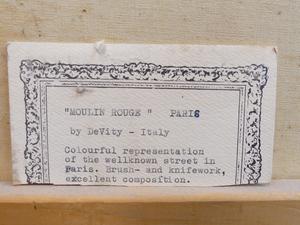 "MOULIN ROUGE " PARIS
by DeVity - Italy
Colourful representation
of the wellknown street in
Paris. Brush- and knifework,
excellent composition.